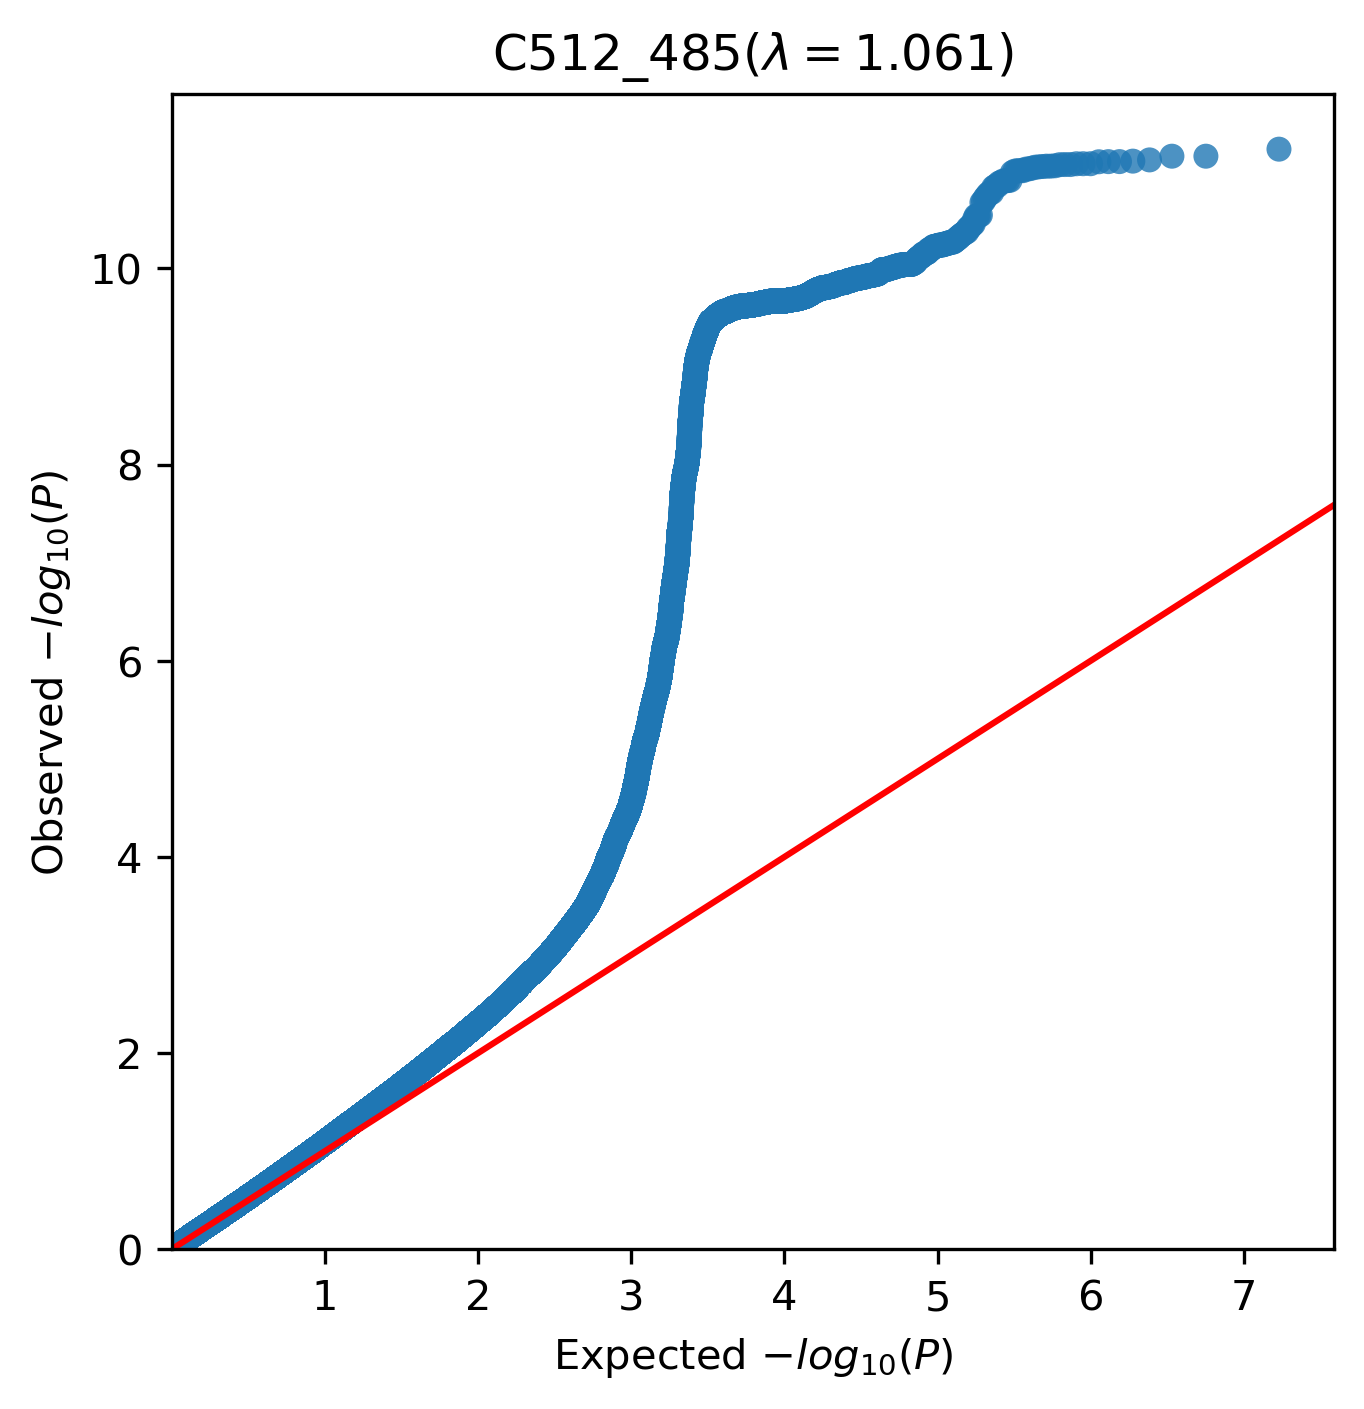 C512_485(λ = 1.061)
Observed −log₁₀(P)
10
8
6
4
2
0
1 2 3 4 5 6 7
Expected −log₁₀(P)